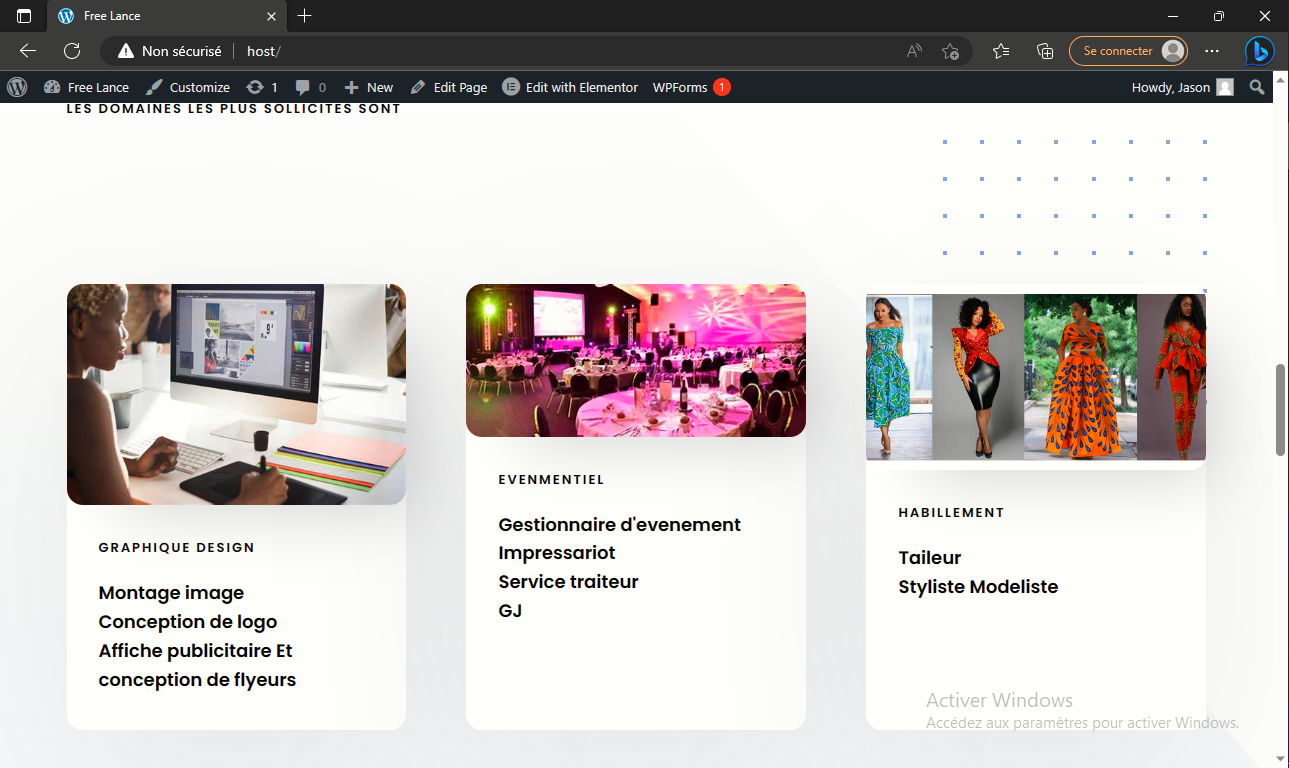 Free Lance
Non sécurisé
host/
Se connecter
Free Lance
Customize
1
0
New
Edit Page
Edit with Elementor
WPForms
1
Howdy, Jason
LES DOMAINES LES PLUS SOLLICITES SONT
GRAPHIQUE DESIGN
Montage image
Conception de logo
Affiche publicitaire Et
conception de flyeurs
EVENMENTIEL
Gestionnaire d'evenement
Impressariot
Service traiteur
GJ
HABILLEMENT
Taileur
Styliste Modeliste
Activer Windows
Accédez aux paramètres pour activer Windows.